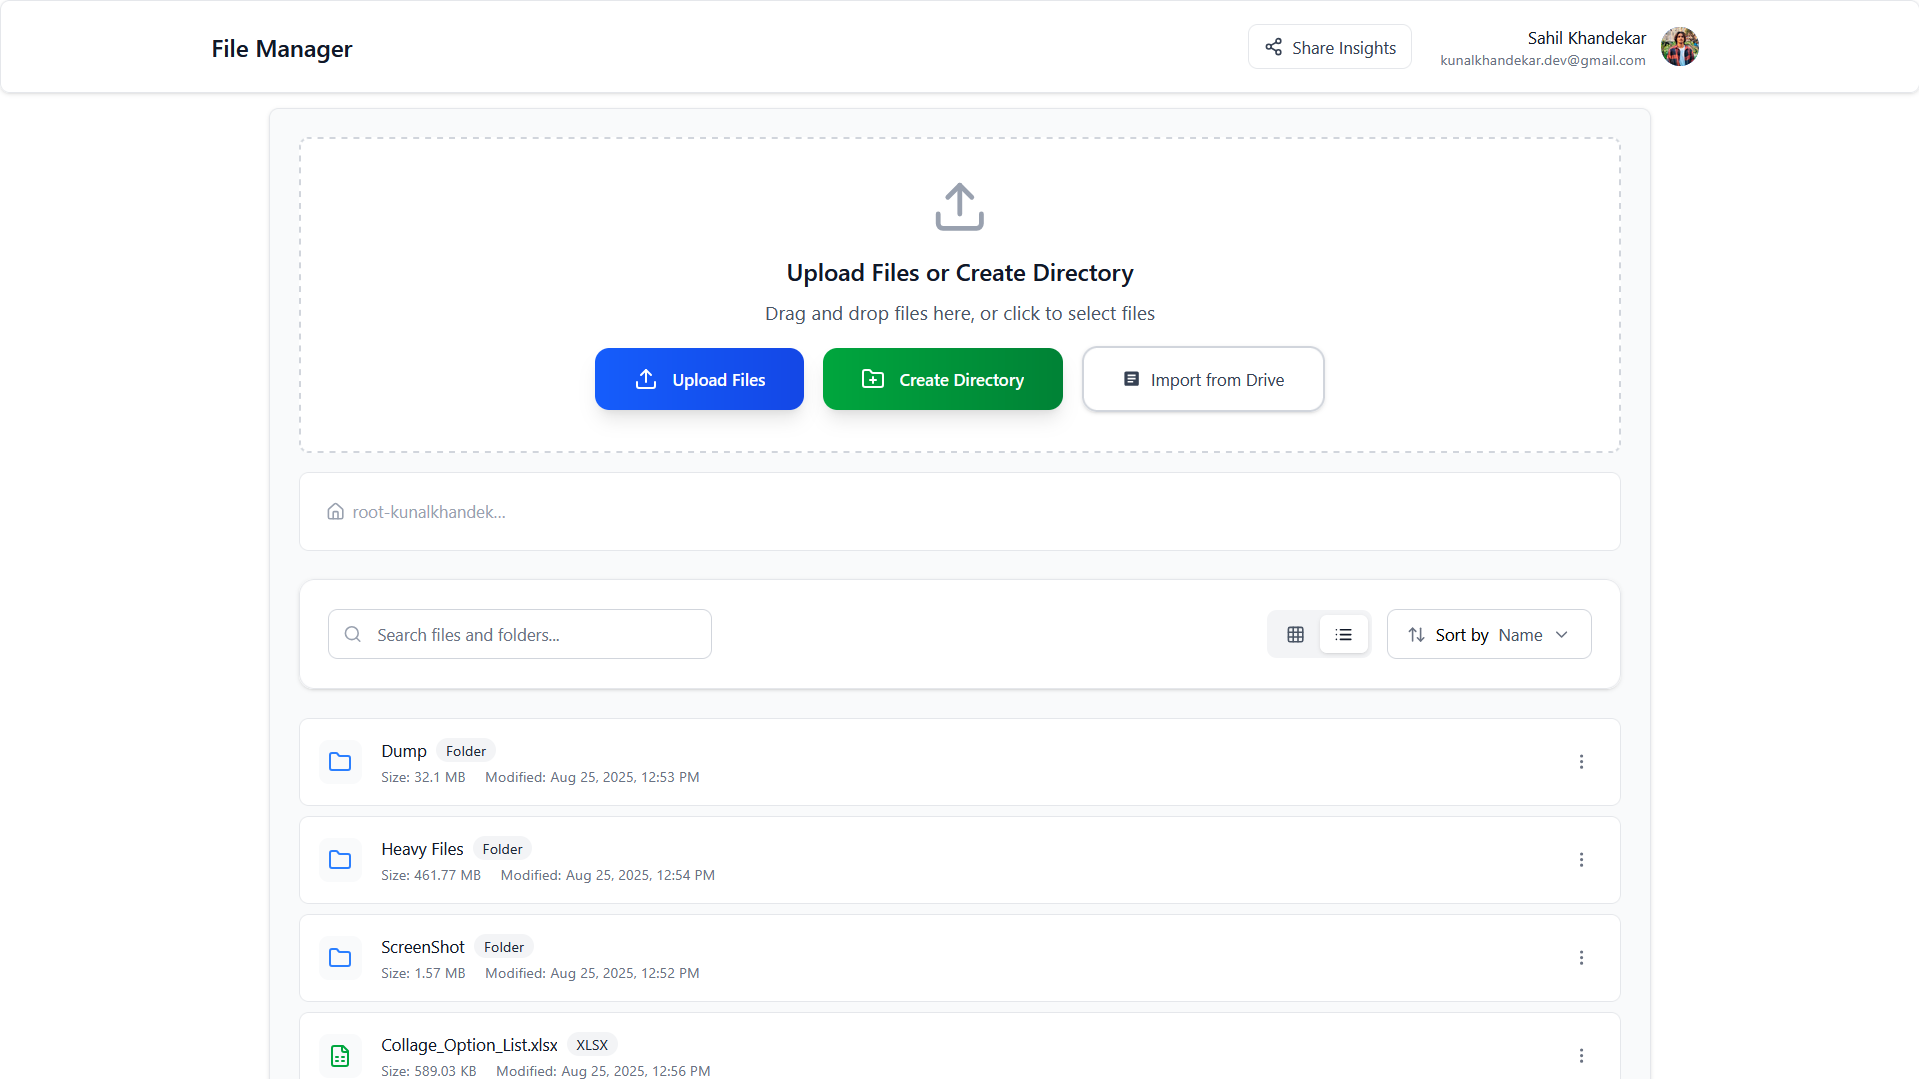 File Manager
Share Insights
Sahil Khandekar
kunalkhandekar.dev@gmail.com
Upload Files or Create Directory
Drag and drop files here, or click to select files
Upload Files
Create Directory
Import from Drive
root-kunalkhandek...
Search files and folders...
Sort by Name
Dump Folder
Size: 32.1 MB Modified: Aug 25, 2025, 12:53 PM
Heavy Files Folder
Size: 461.77 MB Modified: Aug 25, 2025, 12:54 PM
ScreenShot Folder
Size: 1.57 MB Modified: Aug 25, 2025, 12:52 PM
Collage_Option_List.xlsx XLSX
Size: 589.03 KB Modified: Aug 25, 2025, 12:56 PM